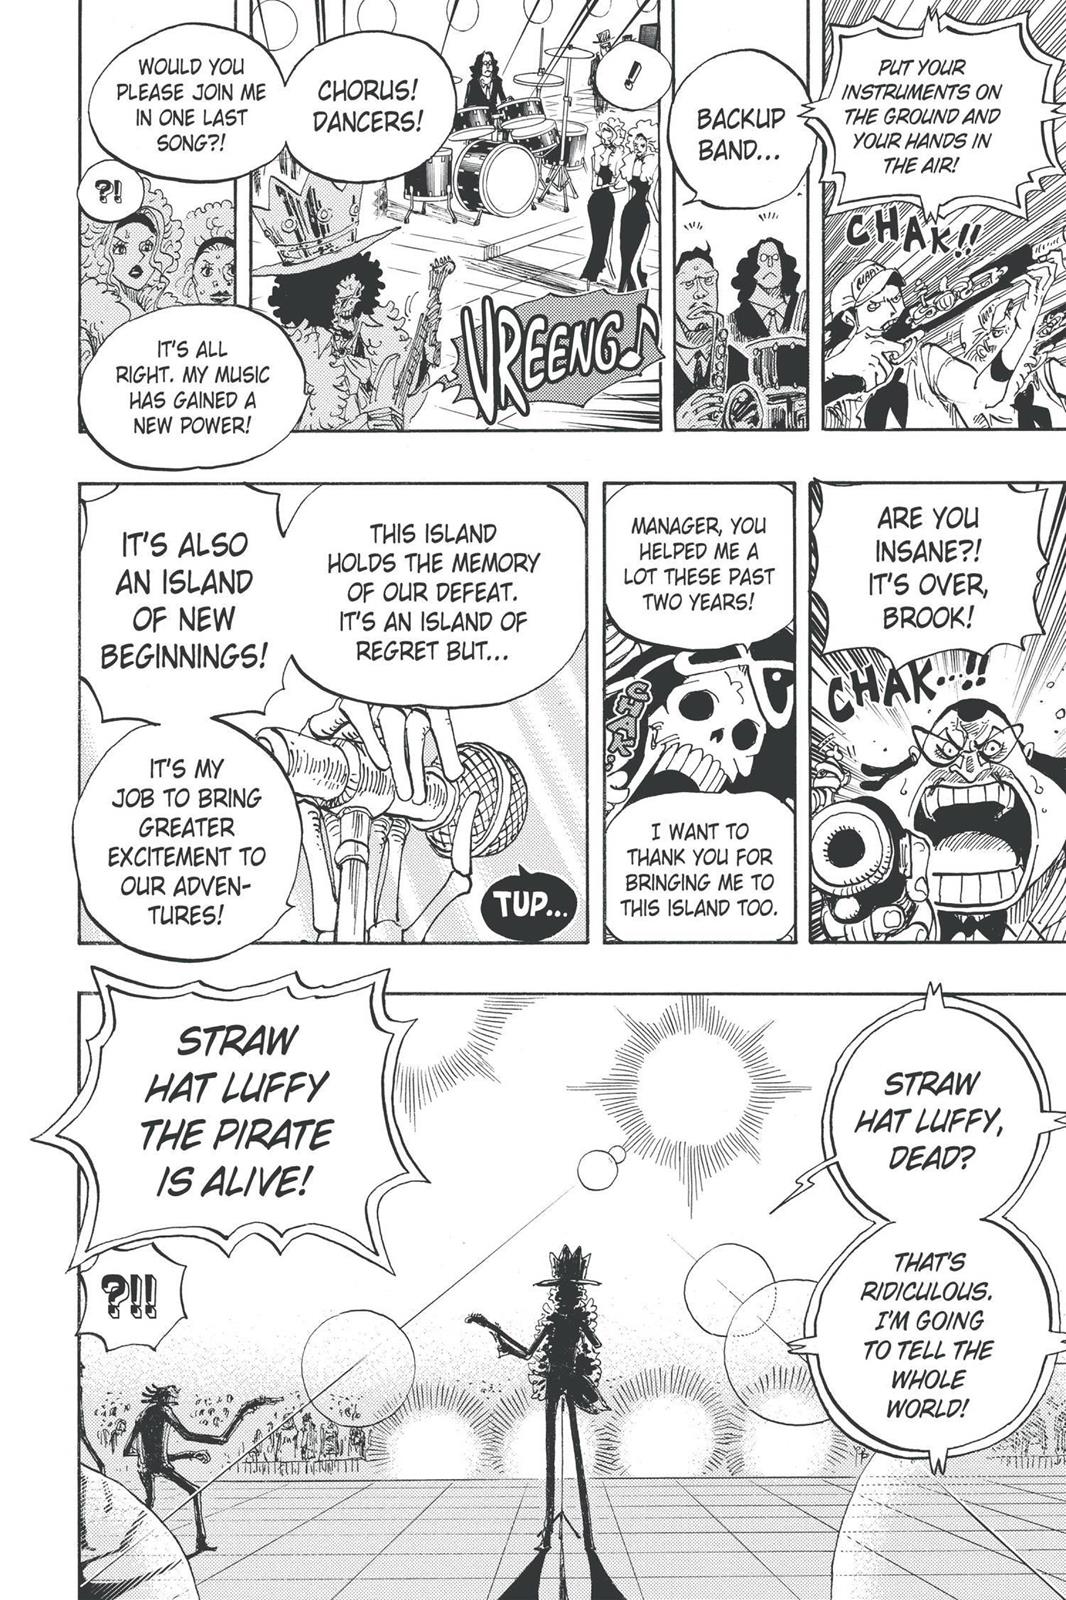 PUT YOUR
INSTRUMENTS ON
THE GROUND AND
YOUR HANDS IN
THE AIR!
CHAK!!
BACKUP
BAND...
!
CHORUS!
DANCERS!
VREENG♪
WOULD YOU
PLEASE JOIN ME
IN ONE LAST
SONG?!
?!
IT'S ALL
RIGHT. MY MUSIC
HAS GAINED A
NEW POWER!
ARE YOU
INSANE?!
IT'S OVER,
BROOK!
CHAK...!!
MANAGER, YOU
HELPED ME A
LOT THESE PAST
TWO YEARS!
CHAK
I WANT TO
THANK YOU FOR
BRINGING ME TO
THIS ISLAND TOO.
THIS ISLAND
HOLDS THE MEMORY
OF OUR DEFEAT.
IT'S AN ISLAND OF
REGRET BUT...
IT'S ALSO
AN ISLAND
OF NEW
BEGINNINGS!
IT'S MY
JOB TO BRING
GREATER
EXCITEMENT TO
OUR ADVEN-
TURES!
TUP...
STRAW
HAT LUFFY,
DEAD?
THAT'S
RIDICULOUS.
I'M GOING
TO TELL THE
WHOLE
WORLD!
STRAW
HAT LUFFY
THE PIRATE
IS ALIVE!
?!!